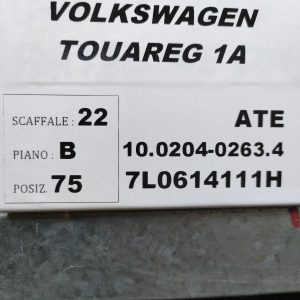 VOLKSWAGEN
TOUAREG 1A
SCAFFALE : 22
PIANO : B
POSIZ. 75
ATE
10.0204-0263.4
7L0614111H